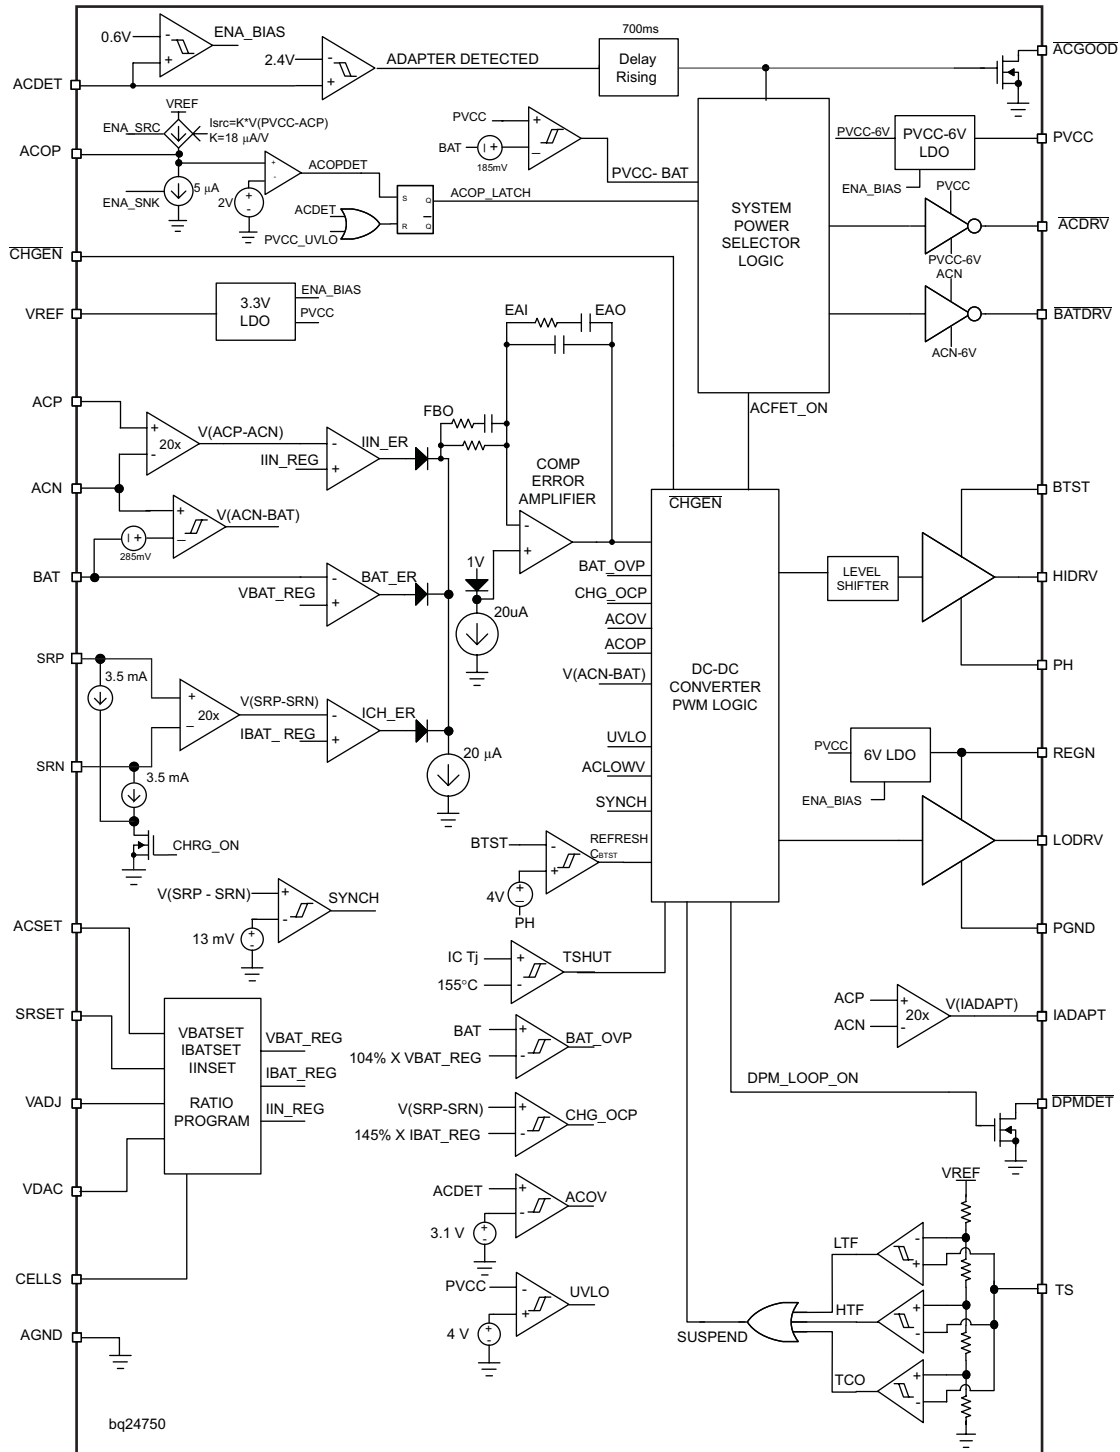 700ms
0.6V
-
+
ENA_BIAS
2.4V
-
+
ADAPTER DETECTED
Delay
Rising
ACGOOD
ACDET
VREF
Isrc=K*V(PVCC-ACP)
K=18 µA/V
ENA_SRC
ACOP
5 µA
ENA_SNK
2V
+
-
+
-
ACOPDET
ACDET
PVCC_UVLO
S
Q
R
Q
ACOP_LATCH
PVCC
+
BAT
185mV
-
PVCC- BAT
SYSTEM
POWER
SELECTOR
LOGIC
PVCC-6V
PVCC-6V
LDO
PVCC
ENA_BIAS
PVCC
ACDRV
PVCC-6V
ACN
BATDRV
ACN-6V
CHGEN
VREF
3.3V
LDO
ENA_BIAS
PVCC
EAI
EAO
FBO
COMP
ERROR
AMPLIFIER
ACFET_ON
ACP
+
20x
-
V(ACP-ACN)
-
IIN_REG
+
IIN_ER
ACN
+
-
V(ACN-BAT)
285mV
BAT
-
VBAT_REG
+
BAT_ER
-
+
1V
20uA
CHGEN
BAT_OVP
CHG_OCP
ACOV
ACOP
V(ACN-BAT)
UVLO
ACLOWV
SYNCH
DC-DC
CONVERTER
PWM LOGIC
LEVEL
SHIFTER
BTST
HIDRV
PH
SRP
3.5 mA
+
20x
-
V(SRP-SRN)
-
IBAT_ REG
+
ICH_ER
20 µA
SRN
3.5 mA
CHRG_ON
PVCC
6V LDO
REGN
ENA_BIAS
LODRV
PGND
BTST
-
+
4V
+
-
PH
REFRESH
CBTST
V(SRP - SRN)
+
-
SYNCH
13 mV
+
-
IC Tj
+
155°C
-
TSHUT
ACSET
SRSET
VADJ
VDAC
CELLS
AGND
VBATSET
IBATSET
IINSET
RATIO
PROGRAM
VBAT_REG
IBAT_REG
IIN_REG
BAT
+
104% X VBAT_REG
-
BAT_OVP
V(SRP-SRN)
+
145% X IBAT_REG
-
CHG_OCP
ACDET
+
-
3.1 V
+
-
ACOV
PVCC
-
+
4 V
+
-
UVLO
ACP
+
20x
ACN
-
V(IADAPT)
IADAPT
DPM_LOOP_ON
DPMDET
VREF
LTF
-
+
HTF
+
-
TCO
+
-
TS
SUSPEND
bq24750